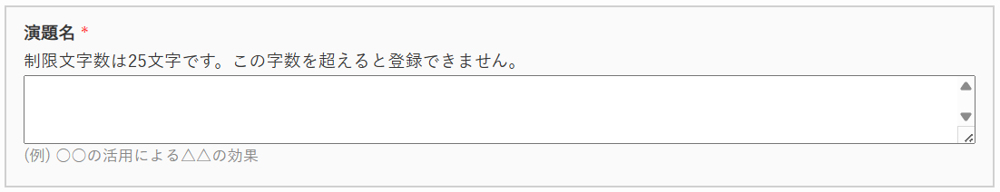 演題名 *
制限文字数は25文字です。この字数を超えると登録できません。
(例) 〇〇の活用による△△の効果